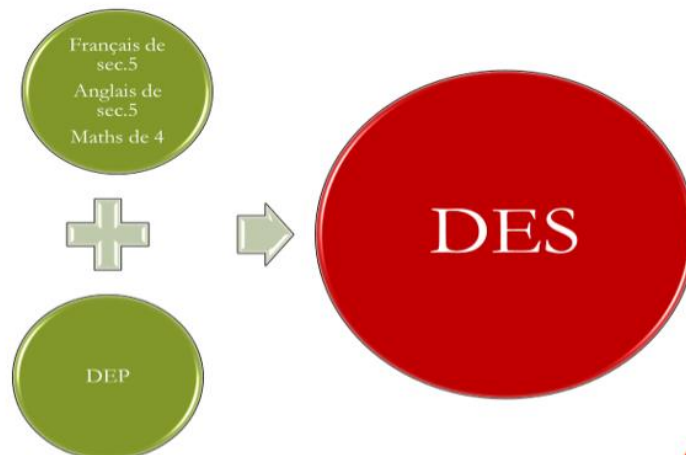 Français de
sec.5
Anglais de
sec.5
Maths de 4
DEP
DES